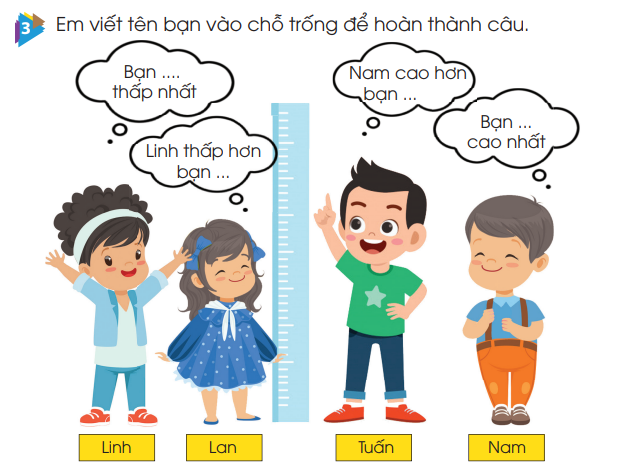 3 Em viết tên bạn vào chỗ trống để hoàn thành câu.
Bạn ....
thấp nhất
Linh thấp hơn
bạn ...
Nam cao hơn
bạn ...
Bạn ...
cao nhất
Linh
Lan
Tuấn
Nam